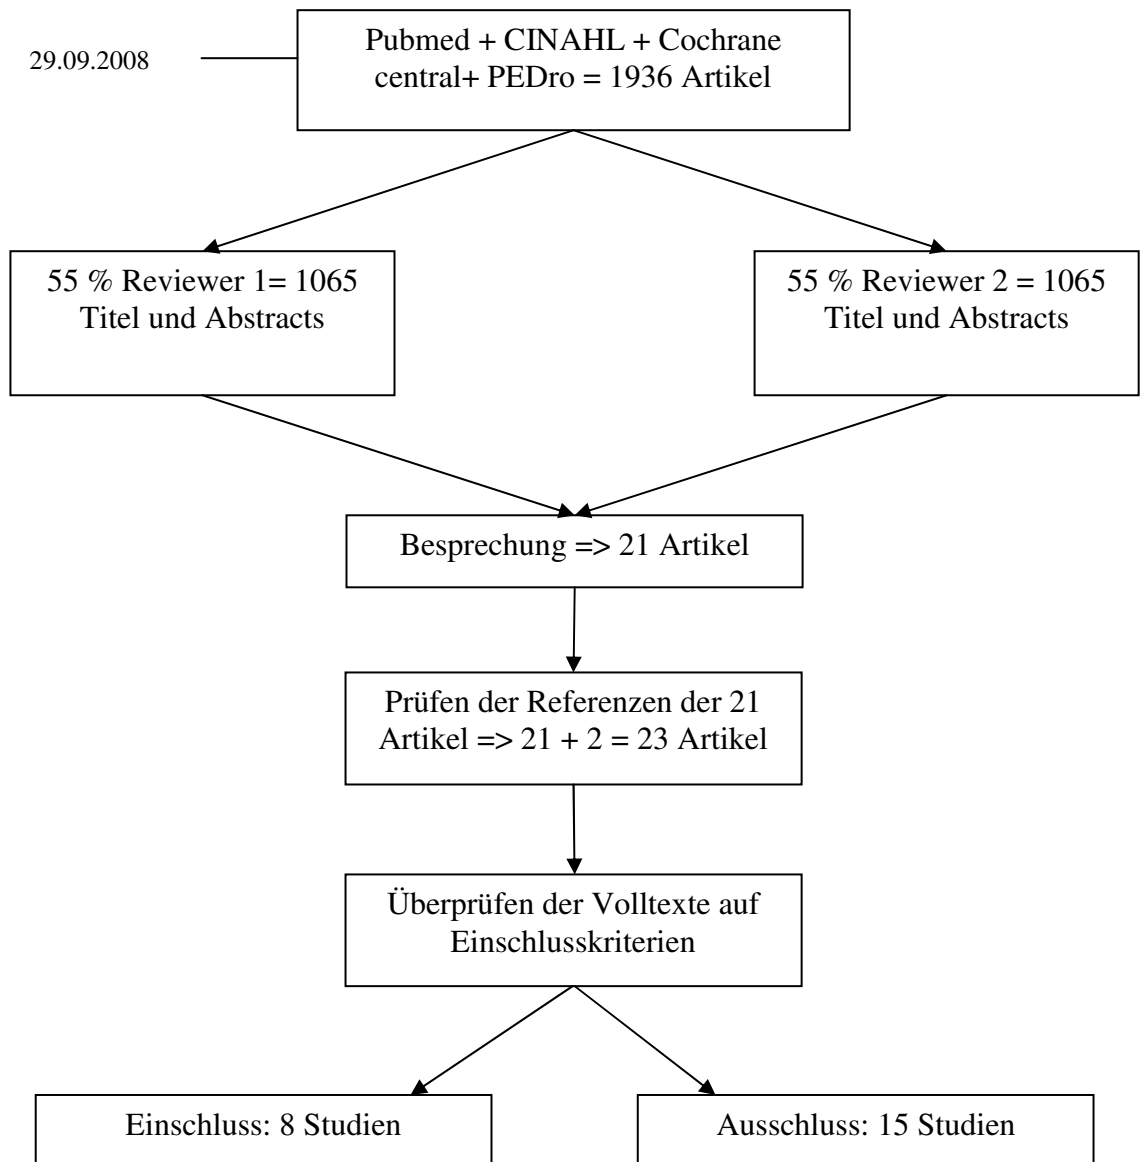 29.09.2008
Pubmed + CINAHL + Cochrane
central+ PEDro = 1936 Artikel
55 % Reviewer 1= 1065
Titel und Abstracts
55 % Reviewer 2 = 1065
Titel und Abstracts
Besprechung => 21 Artikel
Prüfen der Referenzen der 21
Artikel => 21 + 2 = 23 Artikel
Überprüfen der Volltexte auf
Einschlusskriterien
Einschluss: 8 Studien
Ausschluss: 15 Studien